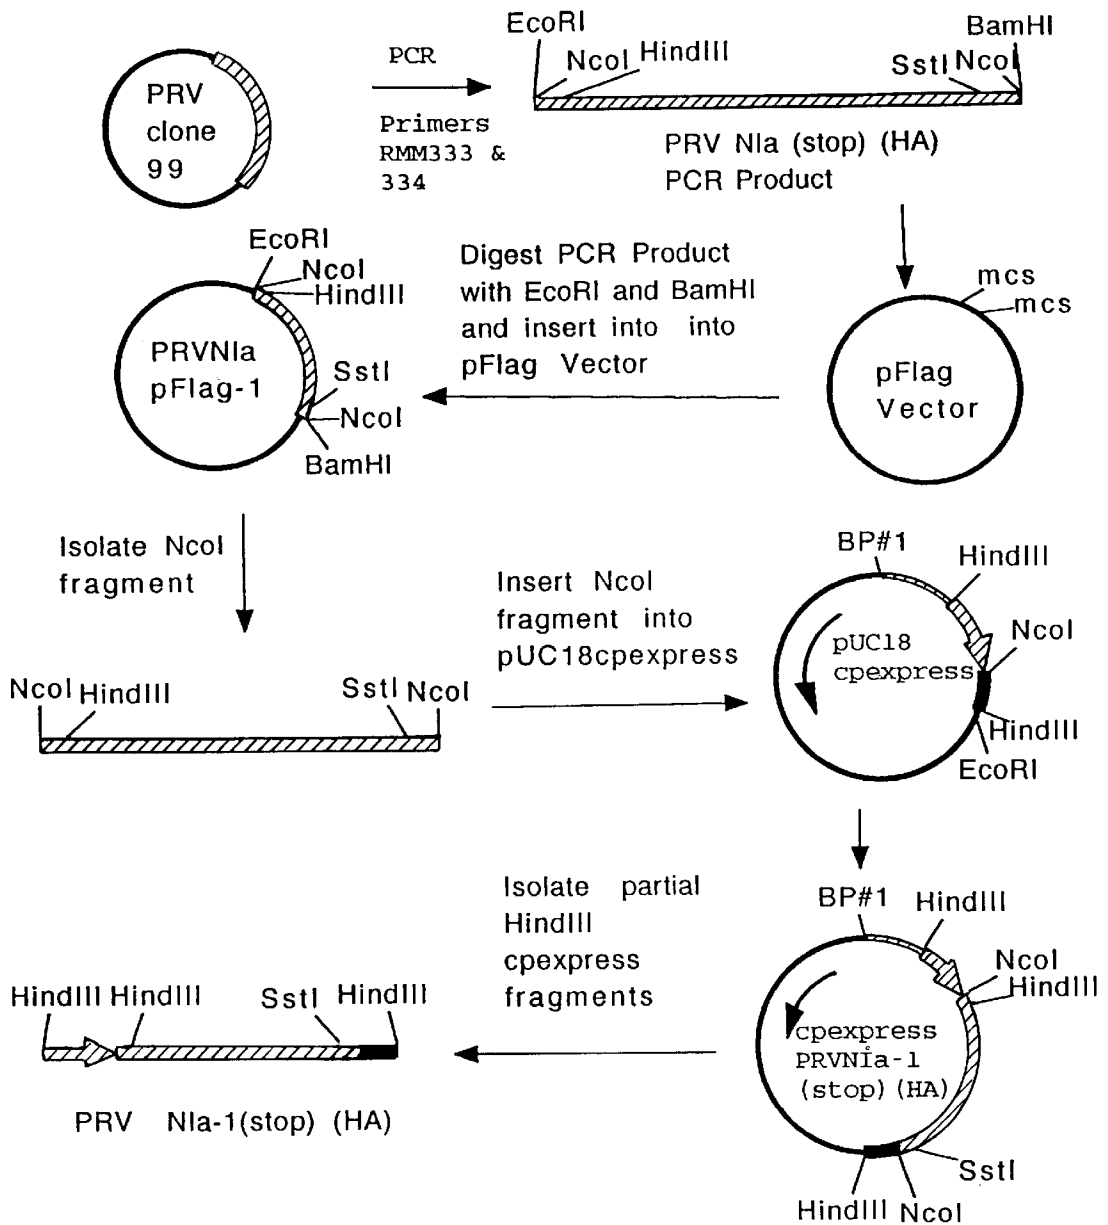 PRV
clone
99
PCR
Primers
RMM333 &
334
EcoRI
NcoI HindIII
SstI NcoI
BamHI
PRV NIa (stop) (HA)
PCR Product
mcs
mcs
pFlag
Vector
Digest PCR Product
with EcoRI and BamHI
and insert into into
pFlag Vector
EcoRI
NcoI
HindIII
PRVNIa
pFlag-1
SstI
NcoI
BamHI
Isolate NcoI
fragment
NcoI HindIII
SstI NcoI
Insert NcoI
fragment into
pUC18cpexpress
BP#1
HindIII
NcoI
pUC18
cpexpress
HindIII
EcoRI
BP#1
HindIII
NcoI
HindIII
cpexpress
PRVNIa-1
(stop) (HA)
SstI
HindIII NcoI
Isolate partial
HindIII
cpexpress
fragments
HindIII HindIII SstI HindIII
PRV NIa-1(stop) (HA)